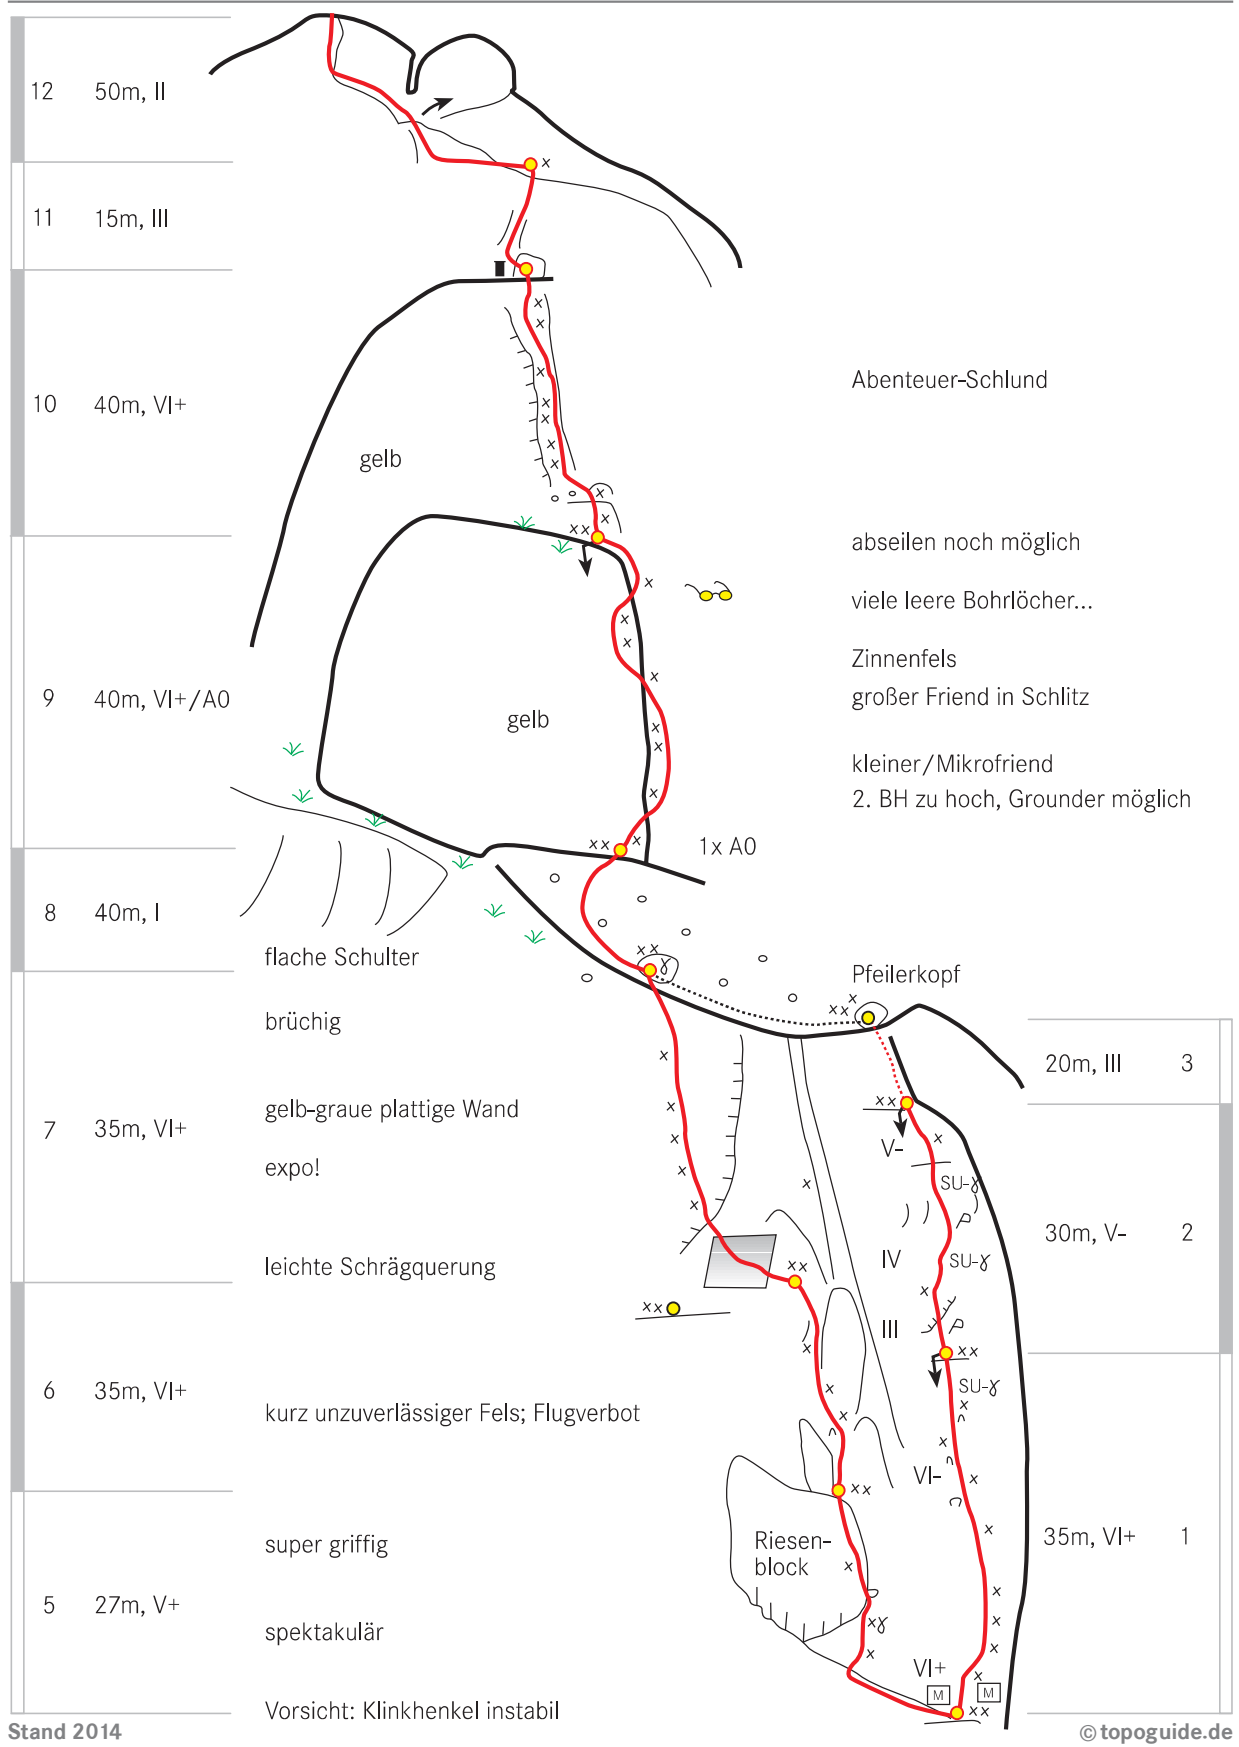 12 50m, II
11 15m, III
10 40m, VI+
Abenteuer-Schlund
gelb
abseilen noch möglich
viele leere Bohrlöcher...
Zinnenfels
großer Friend in Schlitz
9 40m, VI+/A0
gelb
kleiner/Mikrofriend
2. BH zu hoch, Grounder möglich
1x A0
8 40m, I
flache Schulter
Pfeilerkopf
brüchig
20m, III 3
7 35m, VI+
gelb-graue plattige Wand
V-
expo!
SU-
30m, V- 2
IV
SU-
leichte Schrägquerung
III
SU-
6 35m, VI+
kurz unzuverlässiger Fels; Flugverbot
VI-
Riesen-
block
35m, VI+ 1
super griffig
5 27m, V+
spektakulär
VI+
M M
Vorsicht: Klinkhenkel instabil
Stand 2014
© topoguide.de